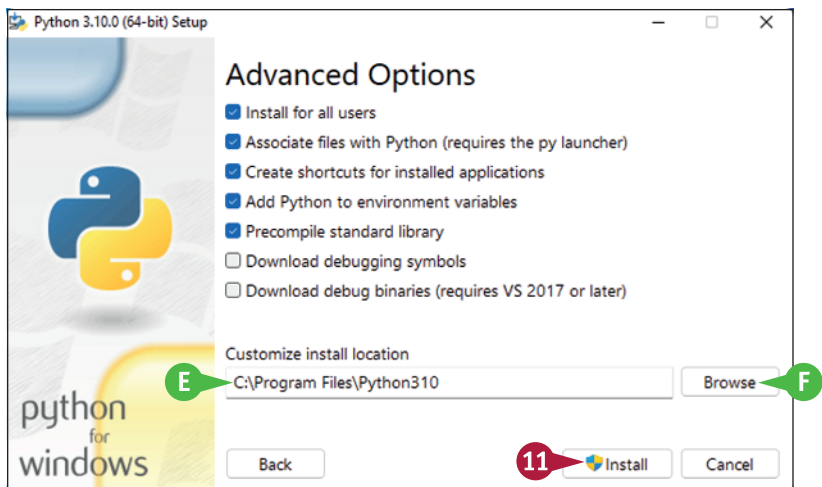 Python 3.10.0 (64-bit) Setup
Advanced Options
Install for all users
Associate files with Python (requires the py launcher)
Create shortcuts for installed applications
Add Python to environment variables
Precompile standard library
Download debugging symbols
Download debug binaries (requires VS 2017 or later)
Customize install location
E C:\Program Files\Python310 Browse F
python
for
windows
Back 11 Install Cancel